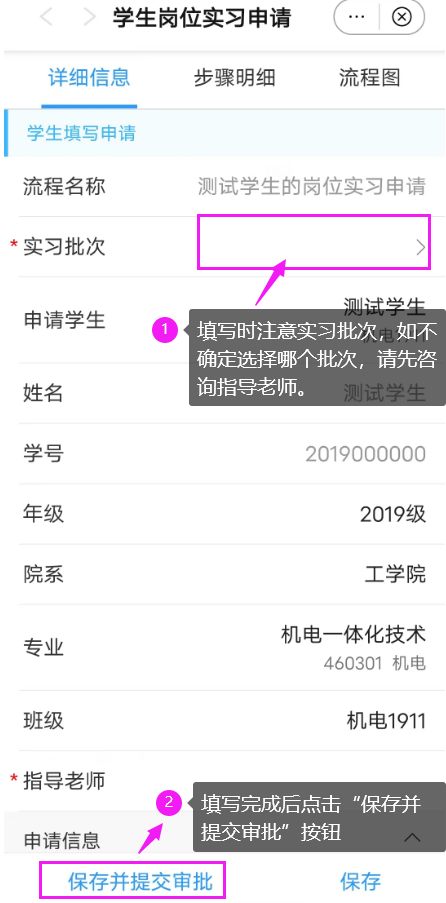 学生岗位实习申请
详细信息 步骤明细 流程图
学生填写申请
流程名称 测试学生的岗位实习申请
* 实习批次
申请学生 测试学生
1 填写时注意实习批次，如不
确定选择哪个批次，请先咨
询指导老师。
姓名 测试学生
学号 2019000000
年级 2019级
院系 工学院
专业 机电一体化技术
460301 机电
班级 机电1911
* 指导老师
2 填写完成后点击“保存并
提交审批”按钮
申请信息
保存并提交审批 保存